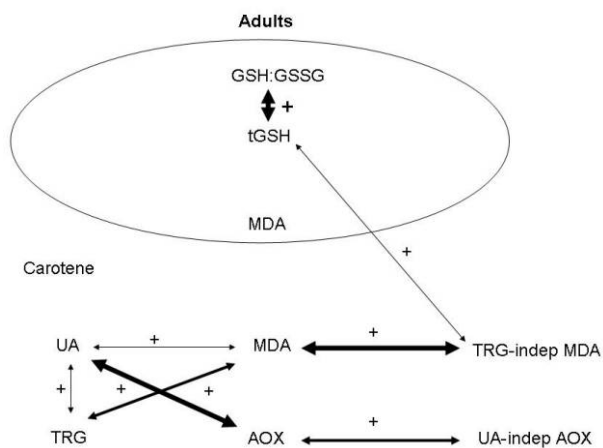 Adults
GSH:GSSG
+
tGSH
MDA
+
Carotene
+ +
UA MDA TRG-indep MDA
+ + + +
TRG AOX UA-indep AOX